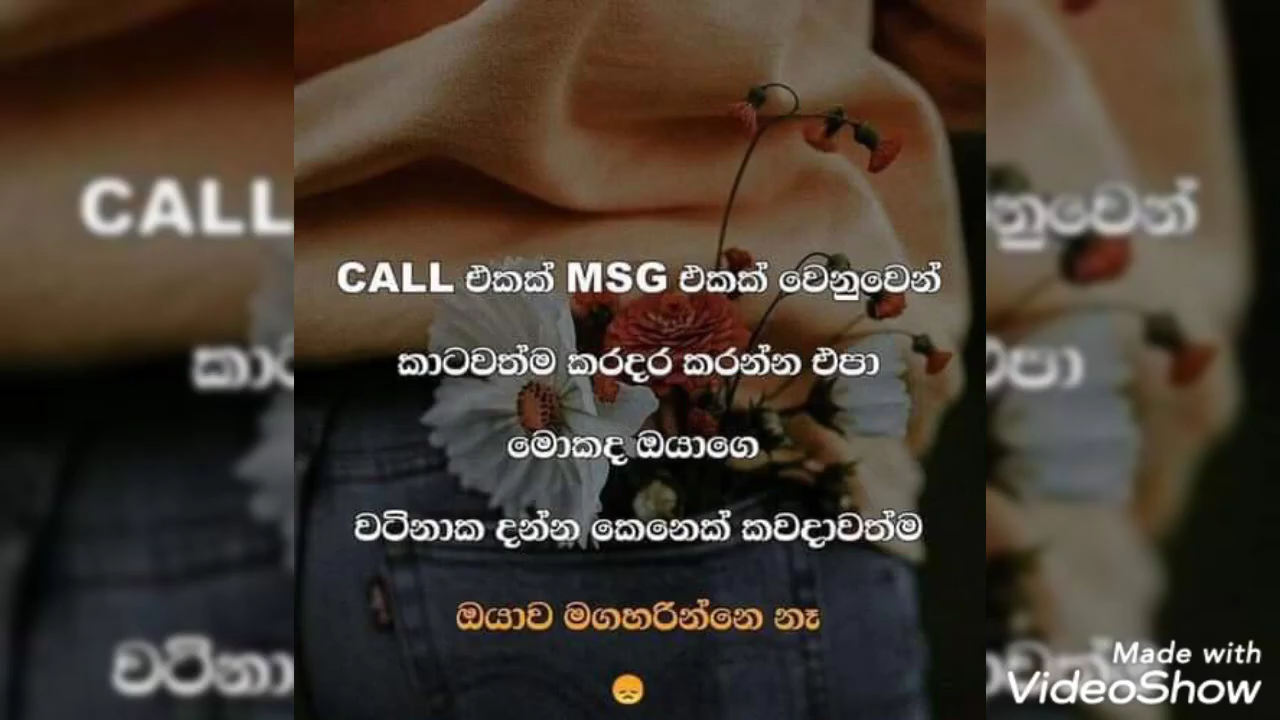 CALL එකක් MSG එකක් වෙනුවෙන්
කාටවත්ම කරදර කරන්න එපා
මොකද ඔයාගෙ
වටිනාක දන්න කෙනෙක් කවදාවත්ම
ඔයාව මගහරින්නෙ නෑ
Made with
VideoShow